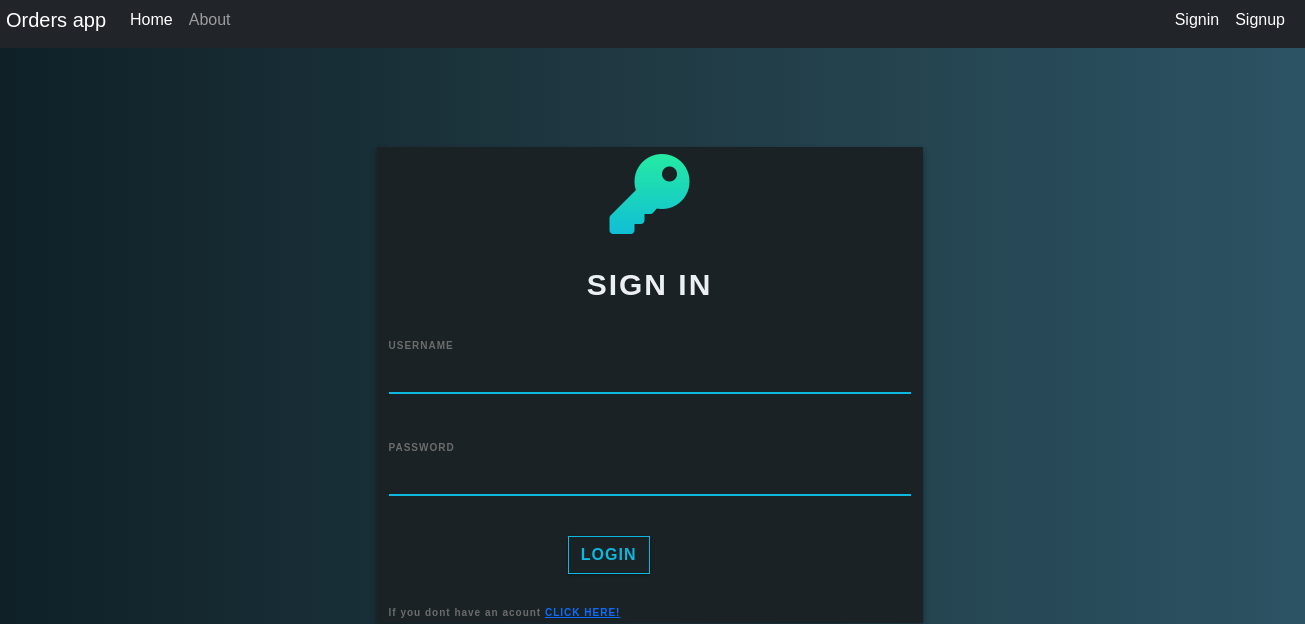 Orders app Home About Signin Signup
SIGN IN
USERNAME
PASSWORD
LOGIN
If you dont have an acount CLICK HERE!